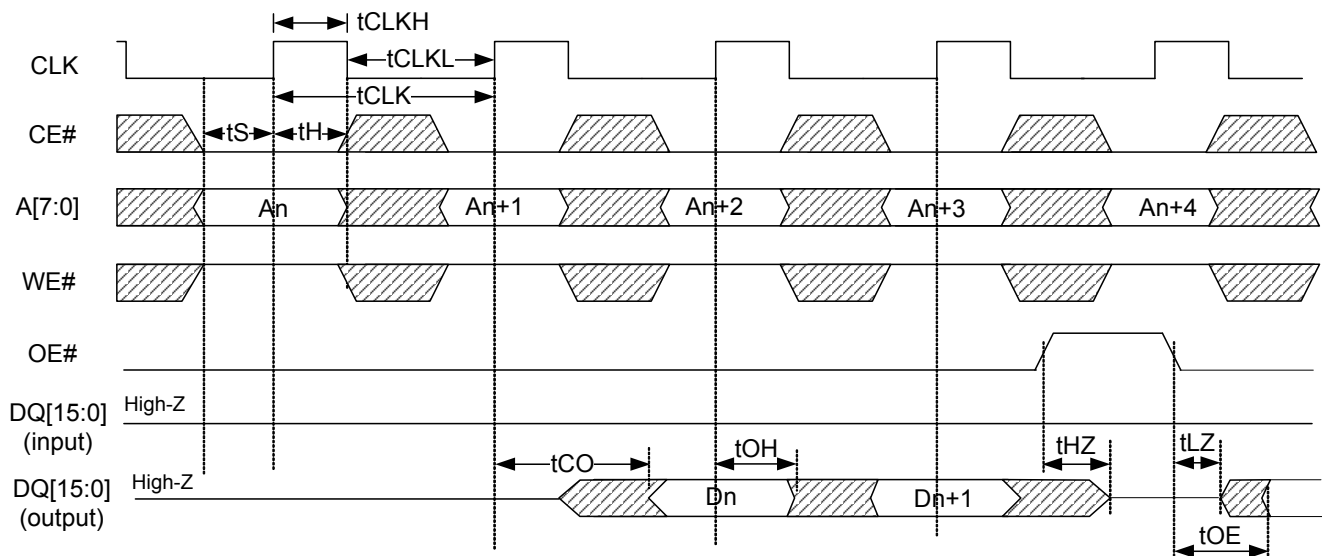 tCLKH
CLK
tCLKL
tCLK
CE#
tS
tH
A[7:0]
An
An+1
An+2
An+3
An+4
WE#
OE#
DQ[15:0]
(input)
High-Z
tCO
tOH
tHZ
tLZ
DQ[15:0]
(output)
High-Z
Dn
Dn+1
tOE